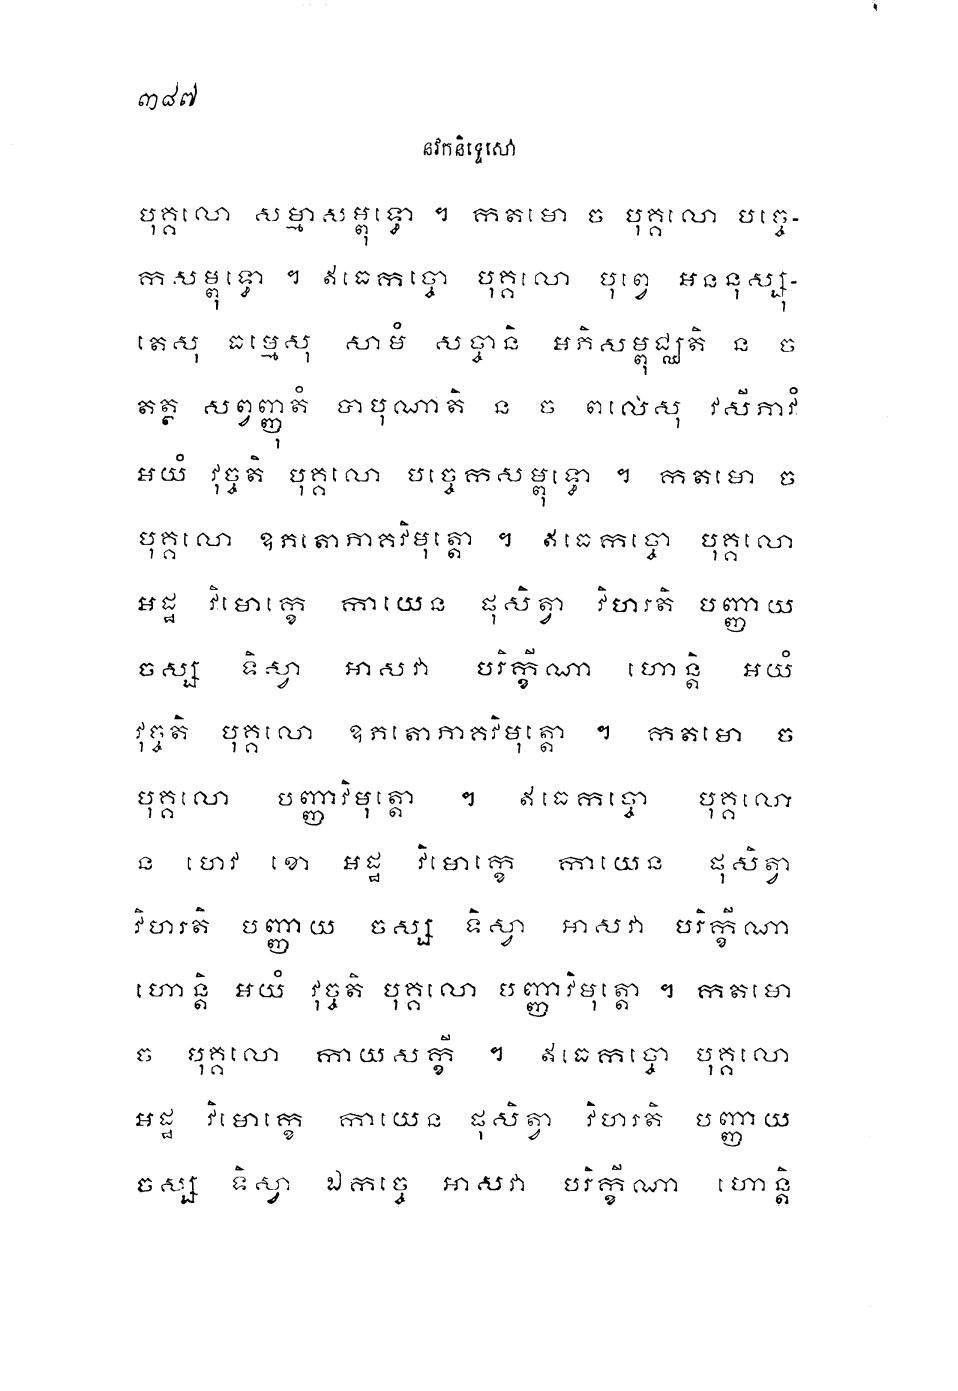 ៣៨៧
នវកនិទ្ទេសោ
បុគ្គលោ សម្មាសម្ពុទ្ធោ ។ កតមោ ច បុគ្គលោ បច្ចេ-
កសម្ពុទ្ធោ ។ ឥធេកច្ចោ បុគ្គលោ បុព្វេ អននុស្សុ-
តេសុ ធម្មេសុ សាមំ សច្ចានិ អភិសម្ពុជ្ឈតិ ន ច
តត្ថ សព្វញ្ញុតំ បាបុណាតិ ន ច ពលេសុ វសីភាវំ
អយំ វុច្ចតិ បុគ្គលោ បច្ចេកសម្ពុទ្ធោ ។ កតមោ ច
បុគ្គលោ ឧភតោភាគវិមុត្តោ ។ ឥធេកច្ចោ បុគ្គលោ
អដ្ឋ វិមោក្ខេ កាយេន ផុសិត្វា វិហរតិ បញ្ញាយ
ចស្ស ទិស្វា អាសវា បរិក្ខីណា ហោន្តិ អយំ
វុច្ចតិ បុគ្គលោ ឧភតោភាគវិមុត្តោ ។ កតមោ ច
បុគ្គលោ បញ្ញាវិមុត្តោ ។ ឥធេកច្ចោ បុគ្គលោ
ន ហេវ ខោ អដ្ឋ វិមោក្ខេ កាយេន ផុសិត្វា
វិហរតិ បញ្ញាយ ចស្ស ទិស្វា អាសវា បរិក្ខីណា
ហោន្តិ អយំ វុច្ចតិ បុគ្គលោ បញ្ញាវិមុត្តោ ។ កតមោ
ច បុគ្គលោ កាយសក្ខី ។ ឥធេកច្ចោ បុគ្គលោ
អដ្ឋ វិមោក្ខេ កាយេន ផុសិត្វា វិហរតិ បញ្ញាយ
ចស្ស ទិស្វា ឯកច្ចេ អាសវា បរិក្ខីណា ហោន្តិ